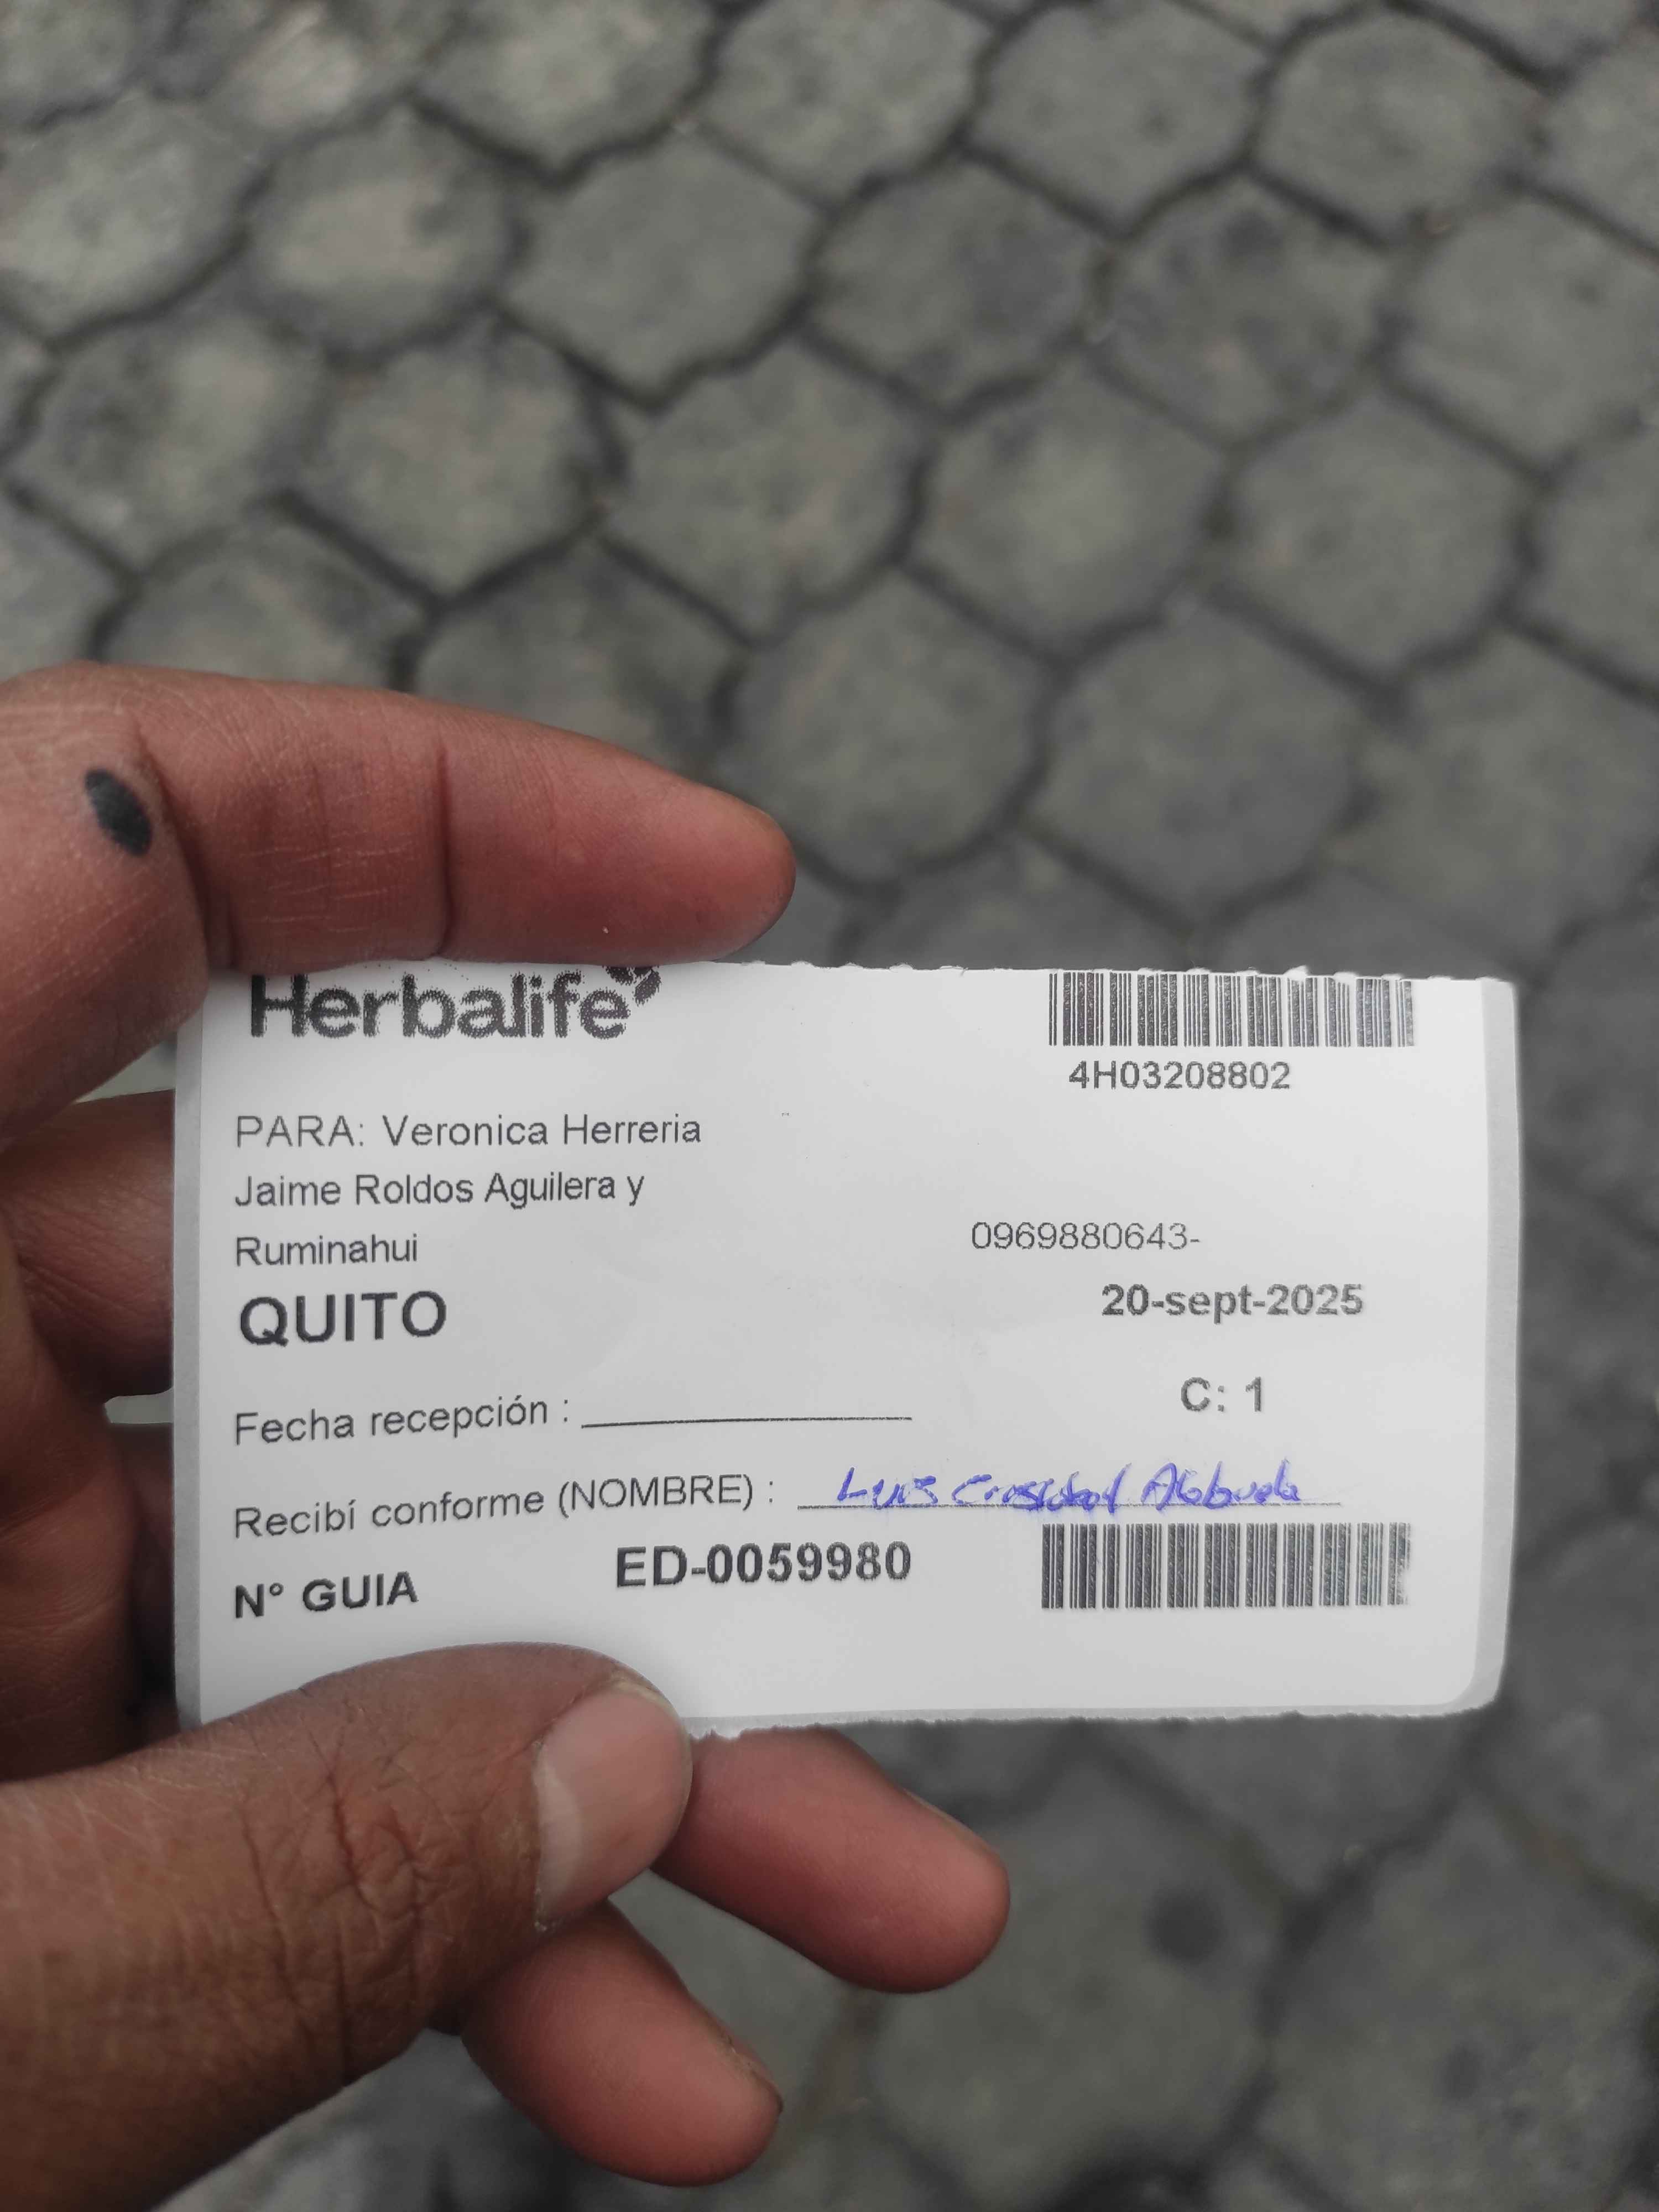 Herbalife
4H03208802
PARA: Veronica Herreria
Jaime Roldos Aguilera y
Ruminahui
0969880643-
QUITO
20-sept-2025
C: 1
Fecha recepción :
Recibí conforme (NOMBRE) : Luis
N° GUIA ED-0059980